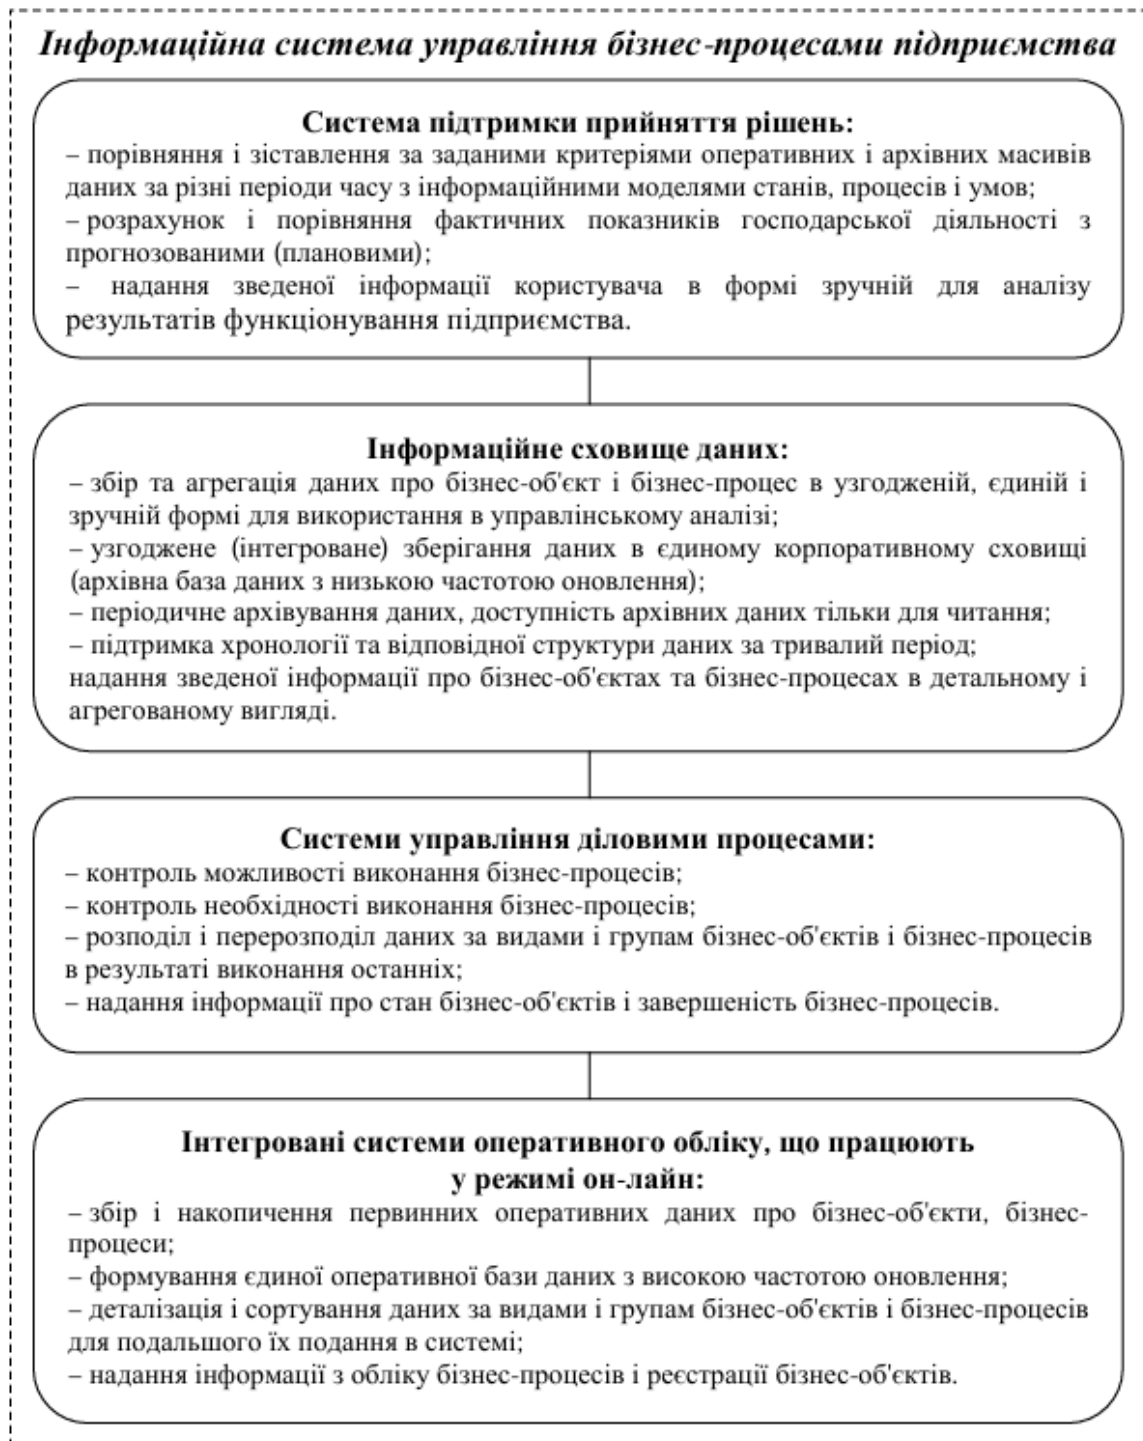 Інформаційна система управління бізнес-процесами підприємства
Система підтримки прийняття рішень:
– порівняння і зіставлення за заданими критеріями оперативних і архівних масивів
даних за різні періоди часу з інформаційними моделями станів, процесів і умов;
– розрахунок і порівняння фактичних показників господарської діяльності з
прогнозованими (плановими);
– надання зведеної інформації користувача в формі зручній для аналізу
результатів функціонування підприємства.
Інформаційне сховище даних:
– збір та агрегація даних про бізнес-об'єкт і бізнес-процес в узгодженій, єдиній і
зручній формі для використання в управлінському аналізі;
– узгоджене (інтегроване) зберігання даних в єдиному корпоративному сховищі
(архівна база даних з низькою частотою оновлення);
– періодичне архівування даних, доступність архівних даних тільки для читання;
– підтримка хронології та відповідної структури даних за тривалий період;
надання зведеної інформації про бізнес-об'єктах та бізнес-процесах в детальному і
агрегованому вигляді.
Системи управління діловими процесами:
– контроль можливості виконання бізнес-процесів;
– контроль необхідності виконання бізнес-процесів;
– розподіл і перерозподіл даних за видами і групам бізнес-об'єктів і бізнес-процесів
в результаті виконання останніх;
– надання інформації про стан бізнес-об'єктів і завершеність бізнес-процесів.
Інтегровані системи оперативного обліку, що працюють
у режимі он-лайн:
– збір і накопичення первинних оперативних даних про бізнес-об'єкти, бізнес-
процеси;
– формування єдиної оперативної бази даних з високою частотою оновлення;
– деталізація і сортування даних за видами і групам бізнес-об'єктів і бізнес-процесів
для подальшого їх подання в системі;
– надання інформації з обліку бізнес-процесів і реєстрації бізнес-об'єктів.